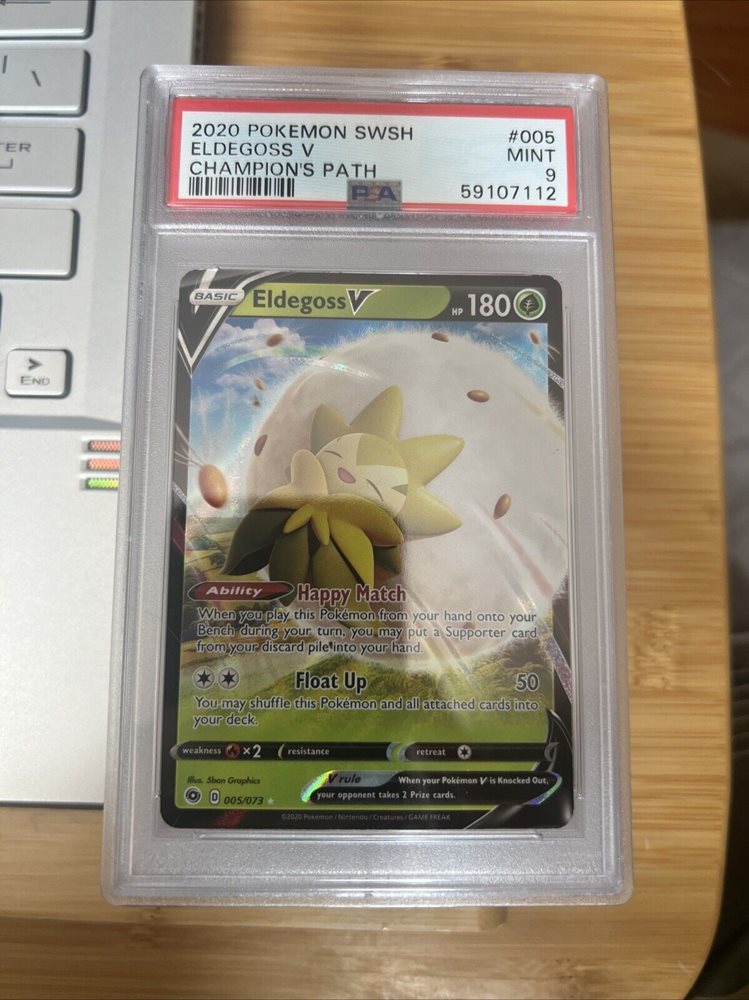 TER
END
2020 POKEMON SWSH #005
ELDEGOSS V MINT
CHAMPION'S PATH 9
PSA 59107112
BASIC Eldegoss V HP 180
Ability Happy Match
When you play this Pokémon from your hand onto your
Bench during your turn, you may put a Supporter card
from your discard pile into your hand.
Float Up 50
You may shuffle this Pokémon and all attached cards into
your deck.
weakness ×2 resistance retreat
Illus. 5ban Graphics V rule When your Pokémon V is Knocked Out,
your opponent takes 2 Prize cards.
D 005/073
©2020 Pokémon / Nintendo / Creatures / GAME FREAK